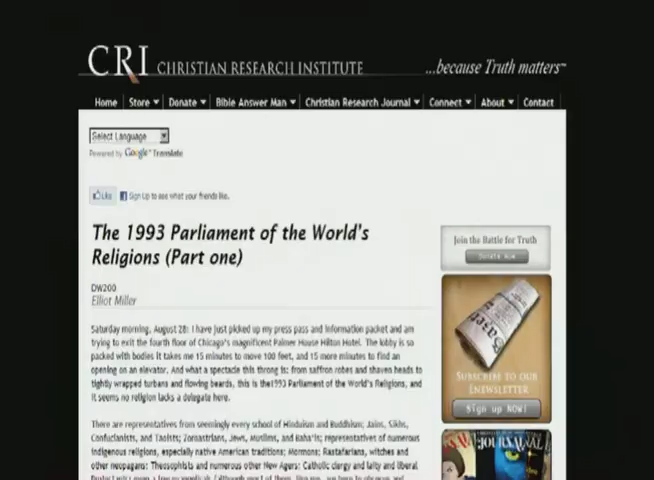 CRI CHRISTIAN RESEARCH INSTITUTE ...because Truth matters™
Home Store Donate Bible Answer Man Christian Research Journal Connect About Contact
Select Language
Powered by Google™ Translate
Like Sign Up to see what your friends like.
The 1993 Parliament of the World's
Religions (Part one)
DW200
Elliot Miller
Saturday morning, August 28: I have just picked up my press pass and information packet and am
trying to exit the fourth floor of Chicago's magnificent Palmer House Hilton Hotel. The lobby is so
packed with bodies it takes me 15 minutes to move 100 feet, and 15 more minutes to find an
opening on an elevator. And what a spectacle this throng is: from saffron robes and shaven heads to
tightly wrapped turbans and flowing beards, this is the1993 Parliament of the World's Religions, and
it seems no religion lacks a delegate here.
There are representatives from seemingly every school of Hinduism and Buddhism; Jains, Sikhs,
Confucianists, and Taoists; Zoroastrians, Jews, Muslims, and Baha'is; representatives of numerous
indigenous religions, especially native American traditions; Mormons; Rastafarians, witches and
other neopagans; Theosophists and numerous other New Agers; Catholic clergy and laity and liberal
Join the Battle for Truth
Donate Now
SUBSCRIBE TO OUR
ENEWSLETTER
Sign up NOW!
JOURNAL